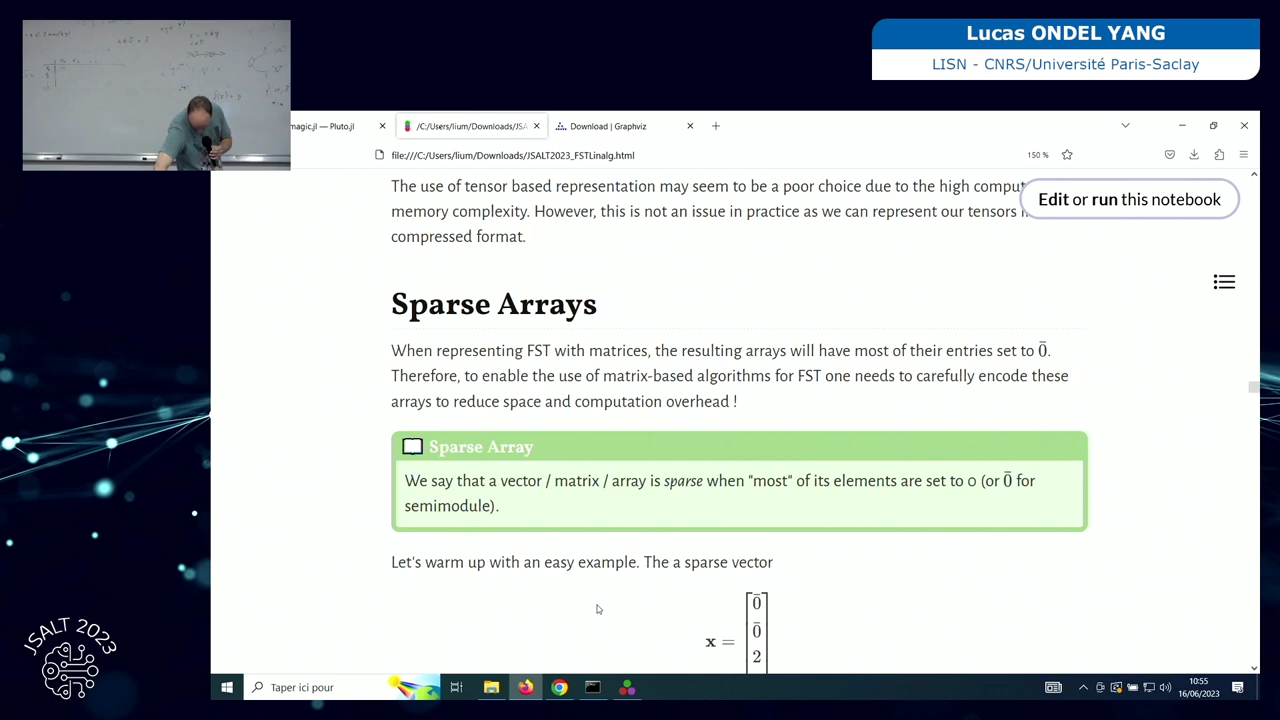 Lucas ONDEL YANG
LISN - CNRS/Université Paris-Saclay
magic.jl — Pluto.jl
/C:/Users/lium/Downloads/JSA
Download | Graphviz
file:///C:/Users/lium/Downloads/JSALT2023_FSTLinalg.html
150 %
The use of tensor based representation may seem to be a poor choice due to the high
memory complexity. However, this is not an issue in practice as we can represent our tensors
compressed format.
Edit or run this notebook
Sparse Arrays
When representing FST with matrices, the resulting arrays will have most of their entries set to 0̄.
Therefore, to enable the use of matrix-based algorithms for FST one needs to carefully encode these
arrays to reduce space and computation overhead !
Sparse Array
We say that a vector / matrix / array is sparse when "most" of its elements are set to 0 (or 0̄ for
semimodule).
Let's warm up with an easy example. The a sparse vector
0̄
0̄
x =
2
JSALT 2023
Taper ici pour
10:55
16/06/2023